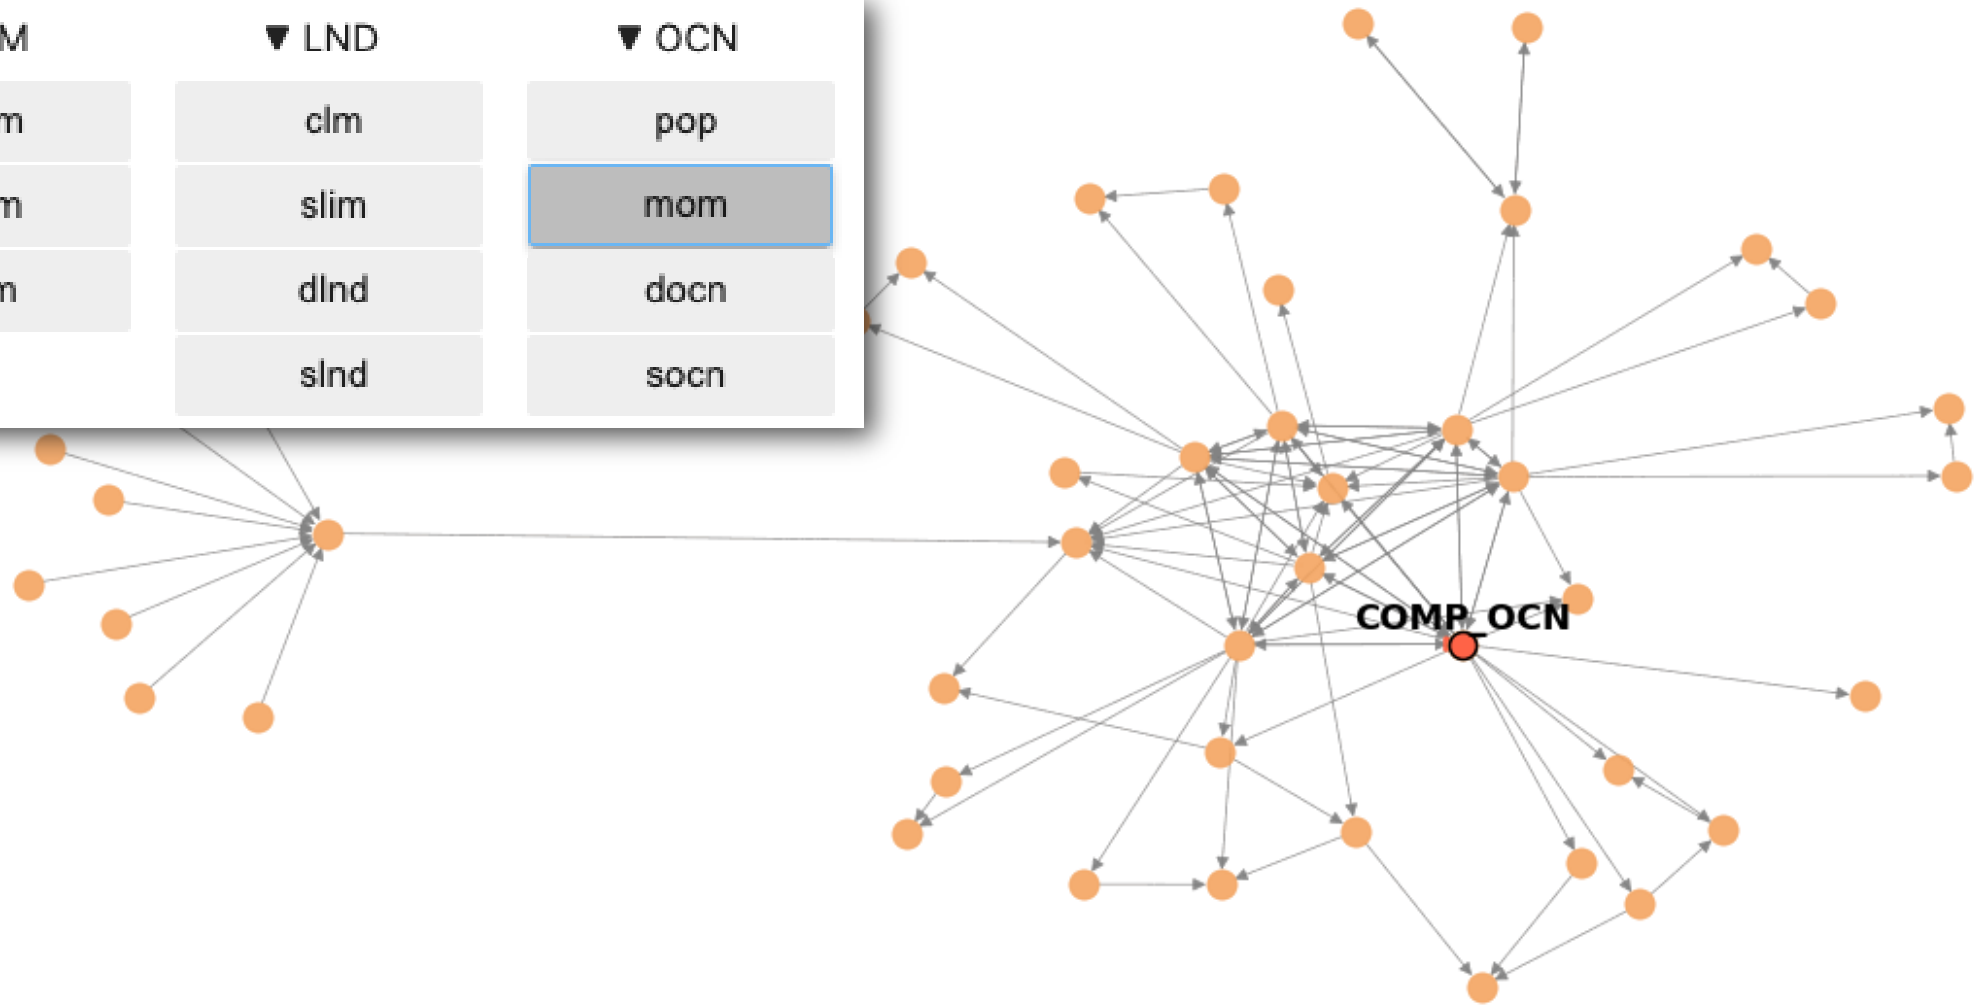 M ▼ LND ▼ OCN
m clm pop
m slim mom
m dlnd docn
slnd socn
COMP_OCN